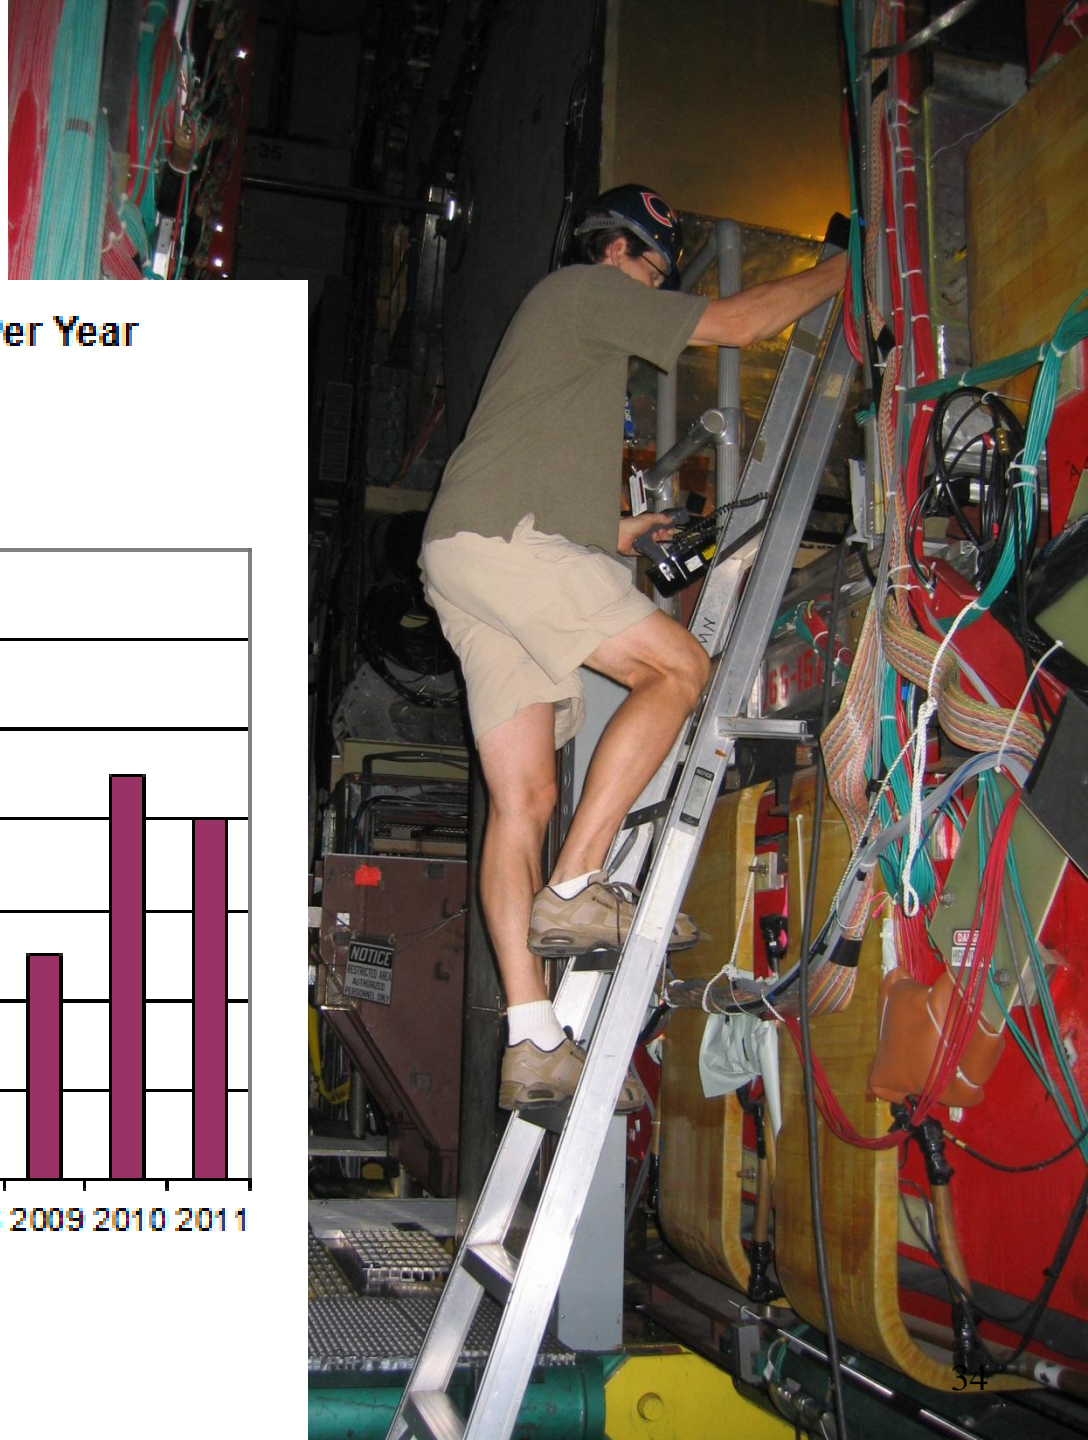 er Year
2009 2010 2011
NOTICE
RESTRICTED AREA
AUTHORIZED
PERSONNEL ONLY
34